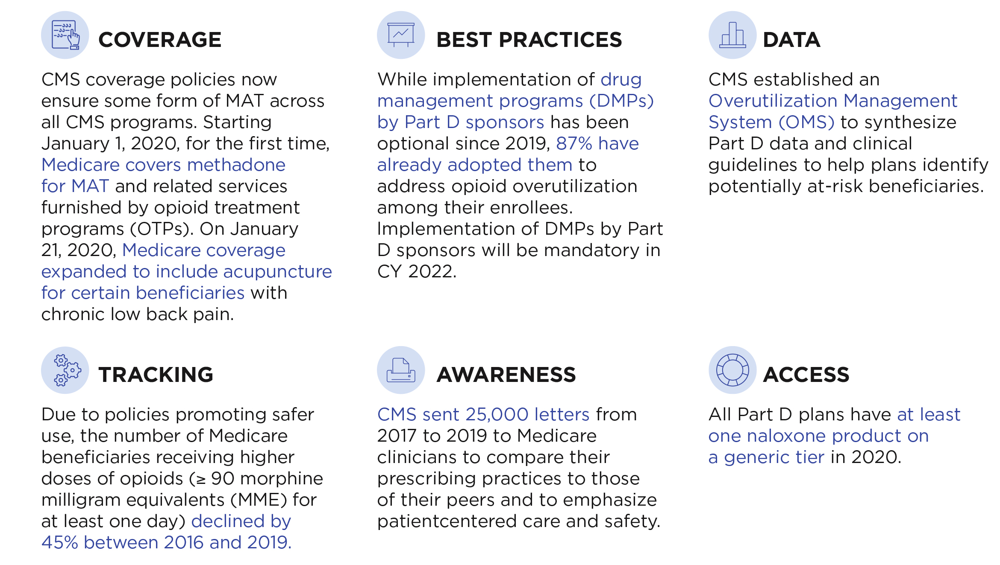 COVERAGE
CMS coverage policies now
ensure some form of MAT across
all CMS programs. Starting
January 1, 2020, for the first time,
Medicare covers methadone
for MAT and related services
furnished by opioid treatment
programs (OTPs). On January
21, 2020, Medicare coverage
expanded to include acupuncture
for certain beneficiaries with
chronic low back pain.
BEST PRACTICES
While implementation of drug
management programs (DMPs)
by Part D sponsors has been
optional since 2019, 87% have
already adopted them to
address opioid overutilization
among their enrollees.
Implementation of DMPs by Part
D sponsors will be mandatory in
CY 2022.
DATA
CMS established an
Overutilization Management
System (OMS) to synthesize
Part D data and clinical
guidelines to help plans identify
potentially at-risk beneficiaries.
TRACKING
Due to policies promoting safer
use, the number of Medicare
beneficiaries receiving higher
doses of opioids (≥ 90 morphine
milligram equivalents (MME) for
at least one day) declined by
45% between 2016 and 2019.
AWARENESS
CMS sent 25,000 letters from
2017 to 2019 to Medicare
clinicians to compare their
prescribing practices to those
of their peers and to emphasize
patientcentered care and safety.
ACCESS
All Part D plans have at least
one naloxone product on
a generic tier in 2020.